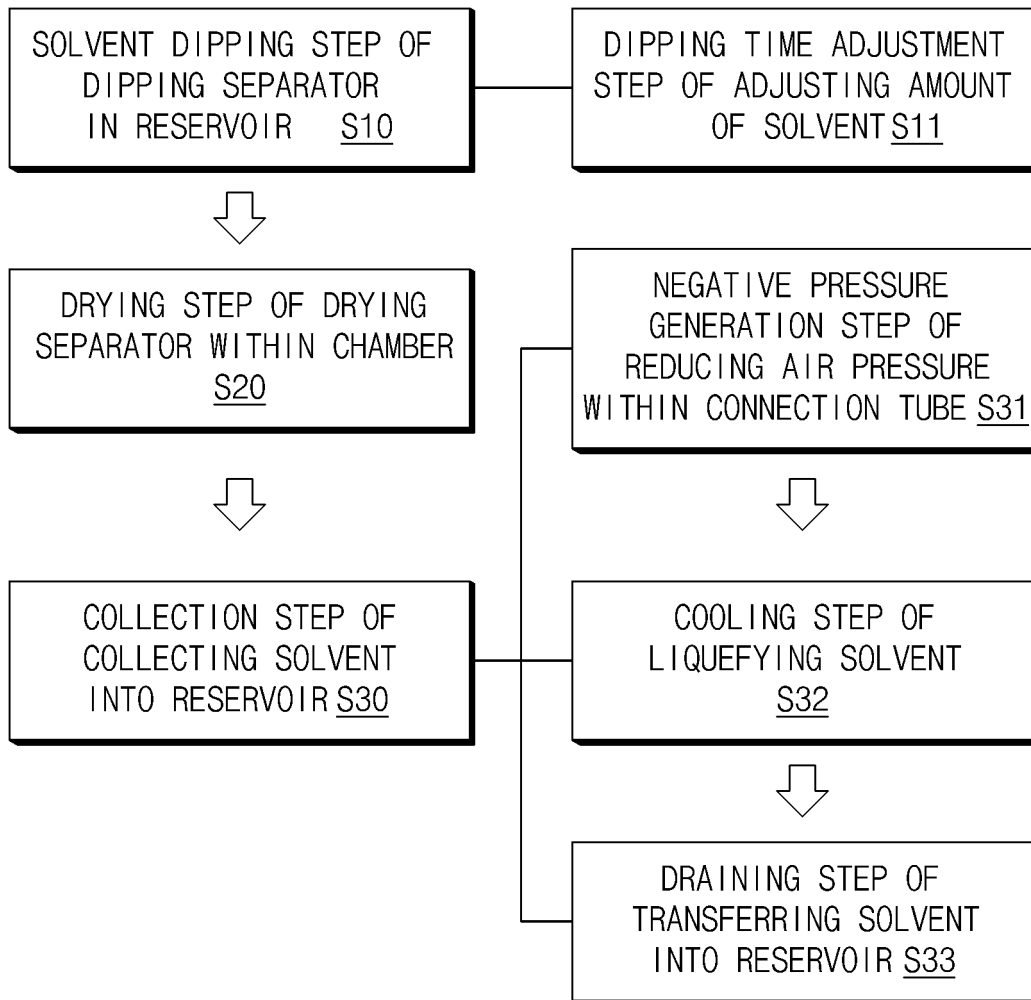 SOLVENT DIPPING STEP OF
DIPPING SEPARATOR
IN RESERVOIR S10
DIPPING TIME ADJUSTMENT
STEP OF ADJUSTING AMOUNT
OF SOLVENT S11
DRYING STEP OF DRYING
SEPARATOR WITHIN CHAMBER
S20
NEGATIVE PRESSURE
GENERATION STEP OF
REDUCING AIR PRESSURE
WITHIN CONNECTION TUBE S31
COLLECTION STEP OF
COLLECTING SOLVENT
INTO RESERVOIR S30
COOLING STEP OF
LIQUEFYING SOLVENT
S32
DRAINING STEP OF
TRANSFERRING SOLVENT
INTO RESERVOIR S33